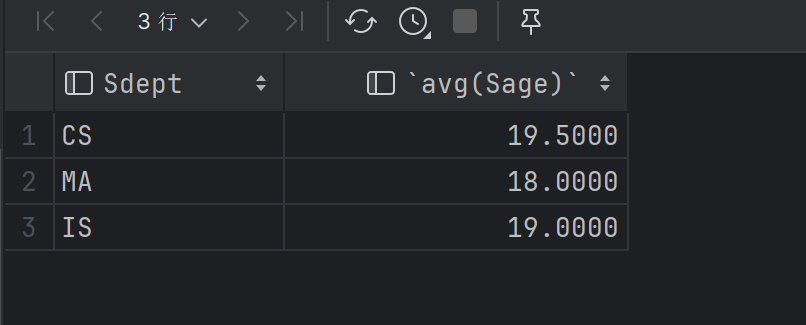 3 行
Sdept `avg(Sage)`
1 CS 19.5000
2 MA 18.0000
3 IS 19.0000